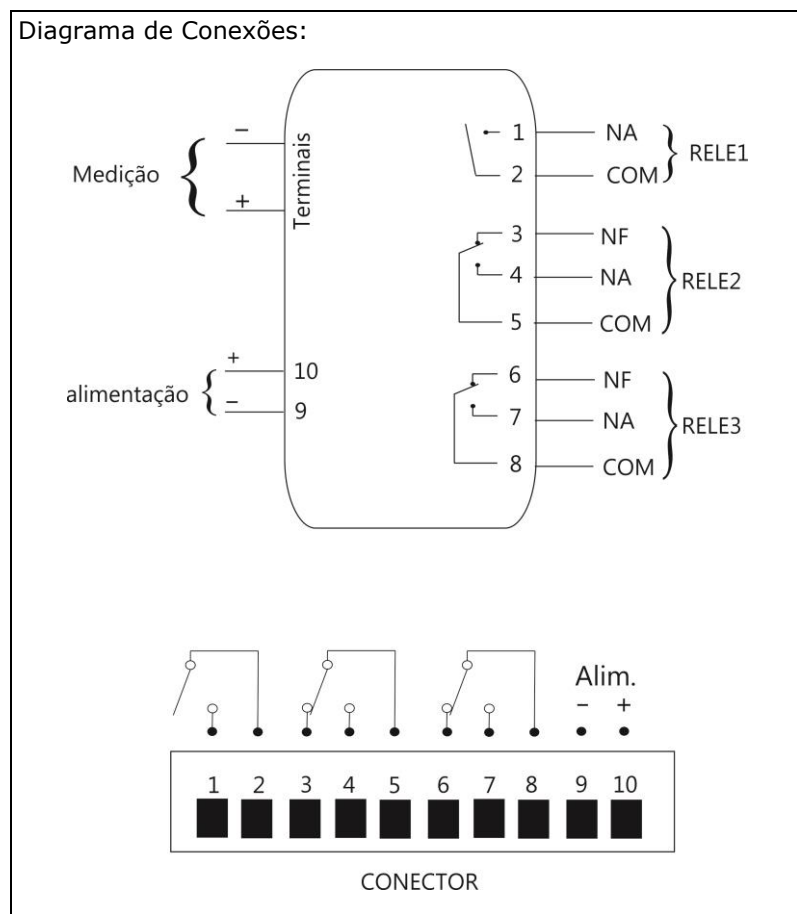 Diagrama de Conexões:
Medição
−
+
Terminais
1 NA
2 COM
RELE1
3 NF
4 NA
5 COM
RELE2
alimentação
+ 10
− 9
6 NF
7 NA
8 COM
RELE3
Alim.
− +
1 2 3 4 5 6 7 8 9 10
CONECTOR